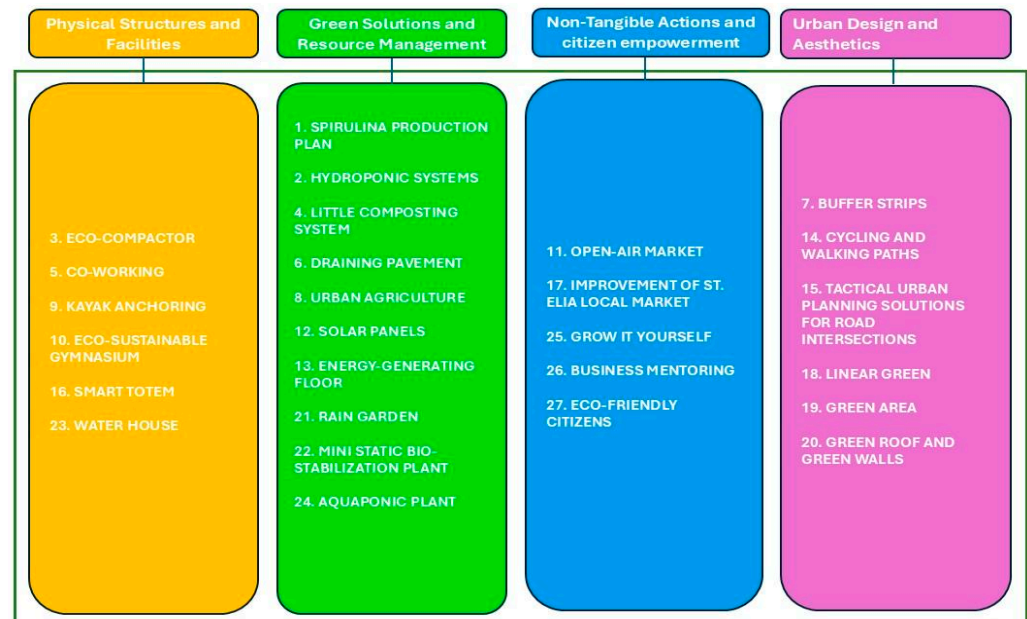 Physical Structures and
Facilities
3. ECO-COMPACTOR
5. CO-WORKING
9. KAYAK ANCHORING
10. ECO-SUSTAINABLE
GYMNASIUM
16. SMART TOTEM
23. WATER HOUSE
Green Solutions and
Resource Management
1. SPIRULINA PRODUCTION
PLAN
2. HYDROPONIC SYSTEMS
4. LITTLE COMPOSTING
SYSTEM
6. DRAINING PAVEMENT
8. URBAN AGRICULTURE
12. SOLAR PANELS
13. ENERGY-GENERATING
FLOOR
21. RAIN GARDEN
22. MINI STATIC BIO-
STABILIZATION PLANT
24. AQUAPONIC PLANT
Non-Tangible Actions and
citizen empowerment
11. OPEN-AIR MARKET
17. IMPROVEMENT OF ST.
ELIA LOCAL MARKET
25. GROW IT YOURSELF
26. BUSINESS MENTORING
27. ECO-FRIENDLY
CITIZENS
Urban Design and
Aesthetics
7. BUFFER STRIPS
14. CYCLING AND
WALKING PATHS
15. TACTICAL URBAN
PLANNING SOLUTIONS
FOR ROAD
INTERSECTIONS
18. LINEAR GREEN
19. GREEN AREA
20. GREEN ROOF AND
GREEN WALLS